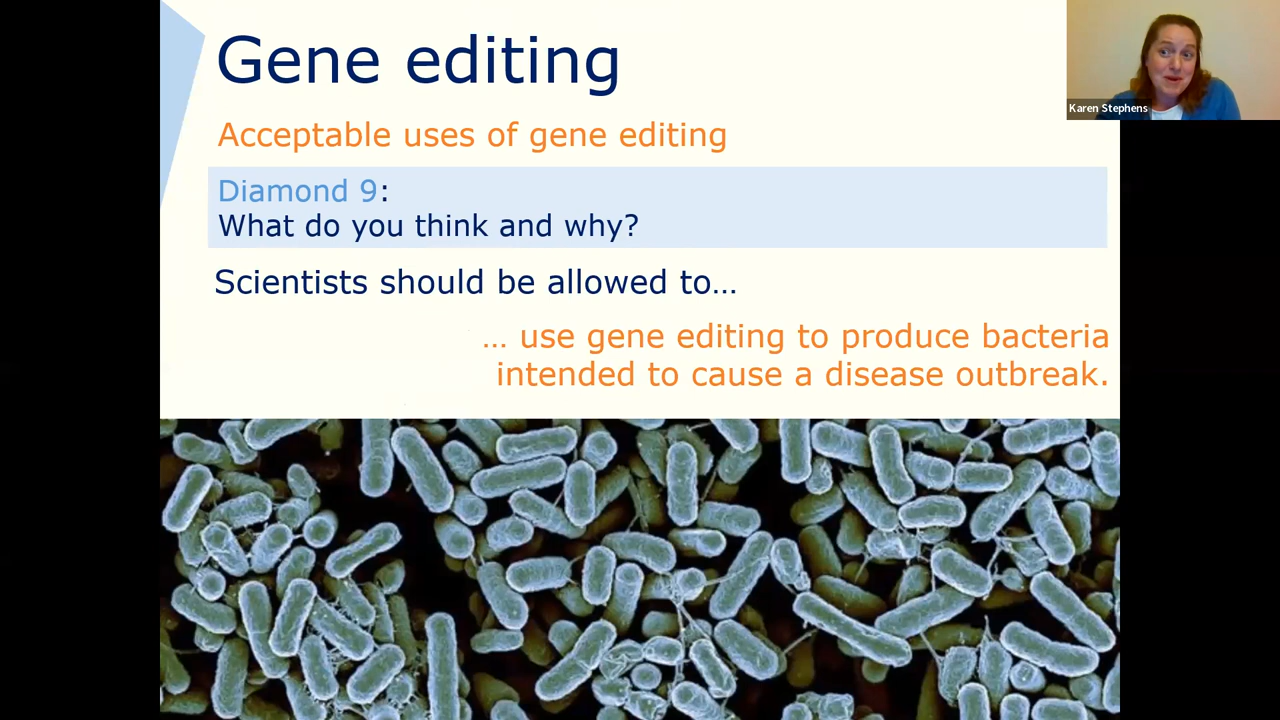 Gene editing
Karen Stephens
Acceptable uses of gene editing
Diamond 9:
What do you think and why?
Scientists should be allowed to…
… use gene editing to produce bacteria
intended to cause a disease outbreak.